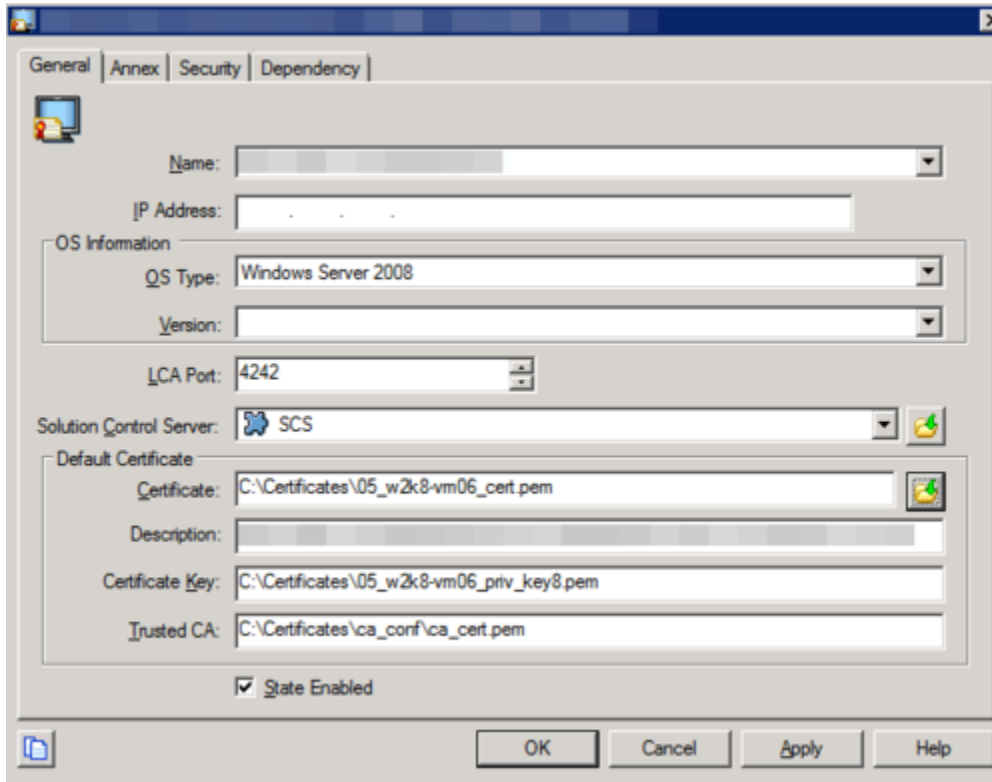 General Annex Security Dependency
Name:
IP Address: . . .
OS Information
OS Type: Windows Server 2008
Version:
LCA Port: 4242
Solution Control Server: SCS
Default Certificate
Certificate: C:\Certificates\05_w2k8-vm06_cert.pem
Description:
Certificate Key: C:\Certificates\05_w2k8-vm06_priv_key8.pem
Trusted CA: C:\Certificates\ca_conf\ca_cert.pem
State Enabled
OK Cancel Apply Help